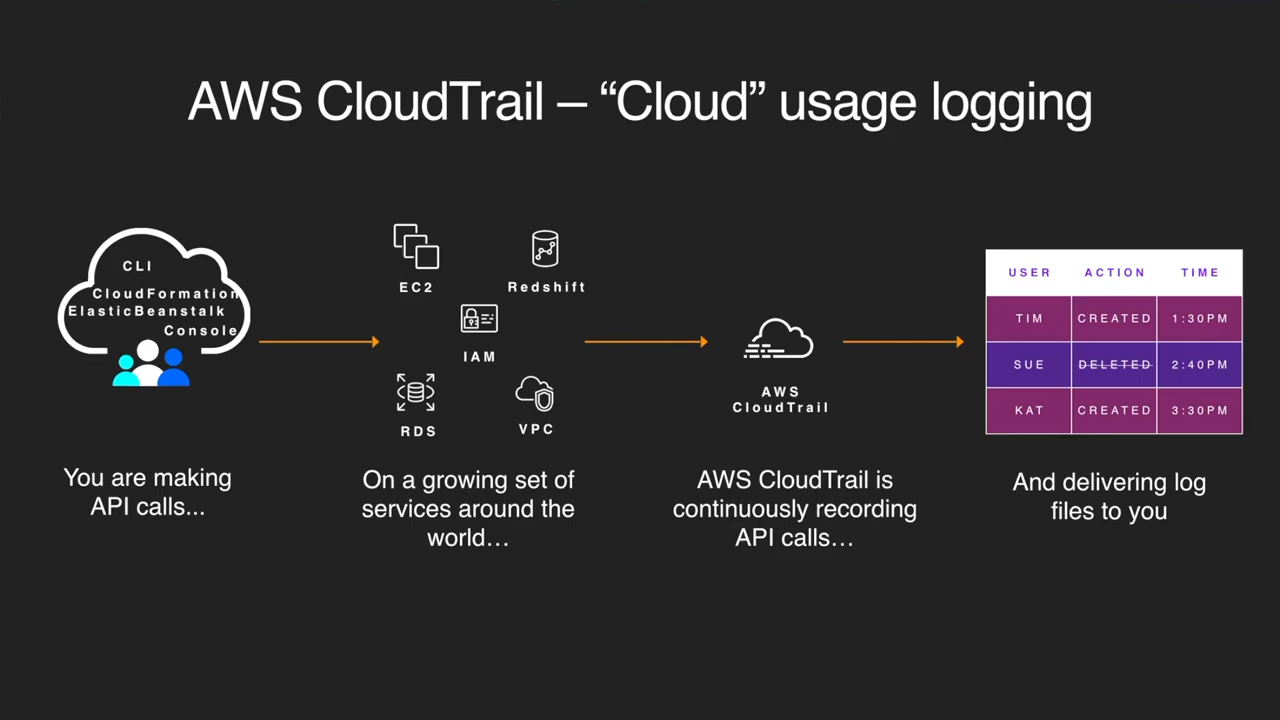 AWS CloudTrail – “Cloud” usage logging
CLI
CloudFormation
ElasticBeanstalk
Console
You are making
API calls...
EC2
Redshift
IAM
RDS
VPC
On a growing set of
services around the
world…
AWS
CloudTrail
AWS CloudTrail is
continuously recording
API calls…
USER ACTION TIME
TIM CREATED 1:30PM
SUE DELETED 2:40PM
KAT CREATED 3:30PM
And delivering log
files to you